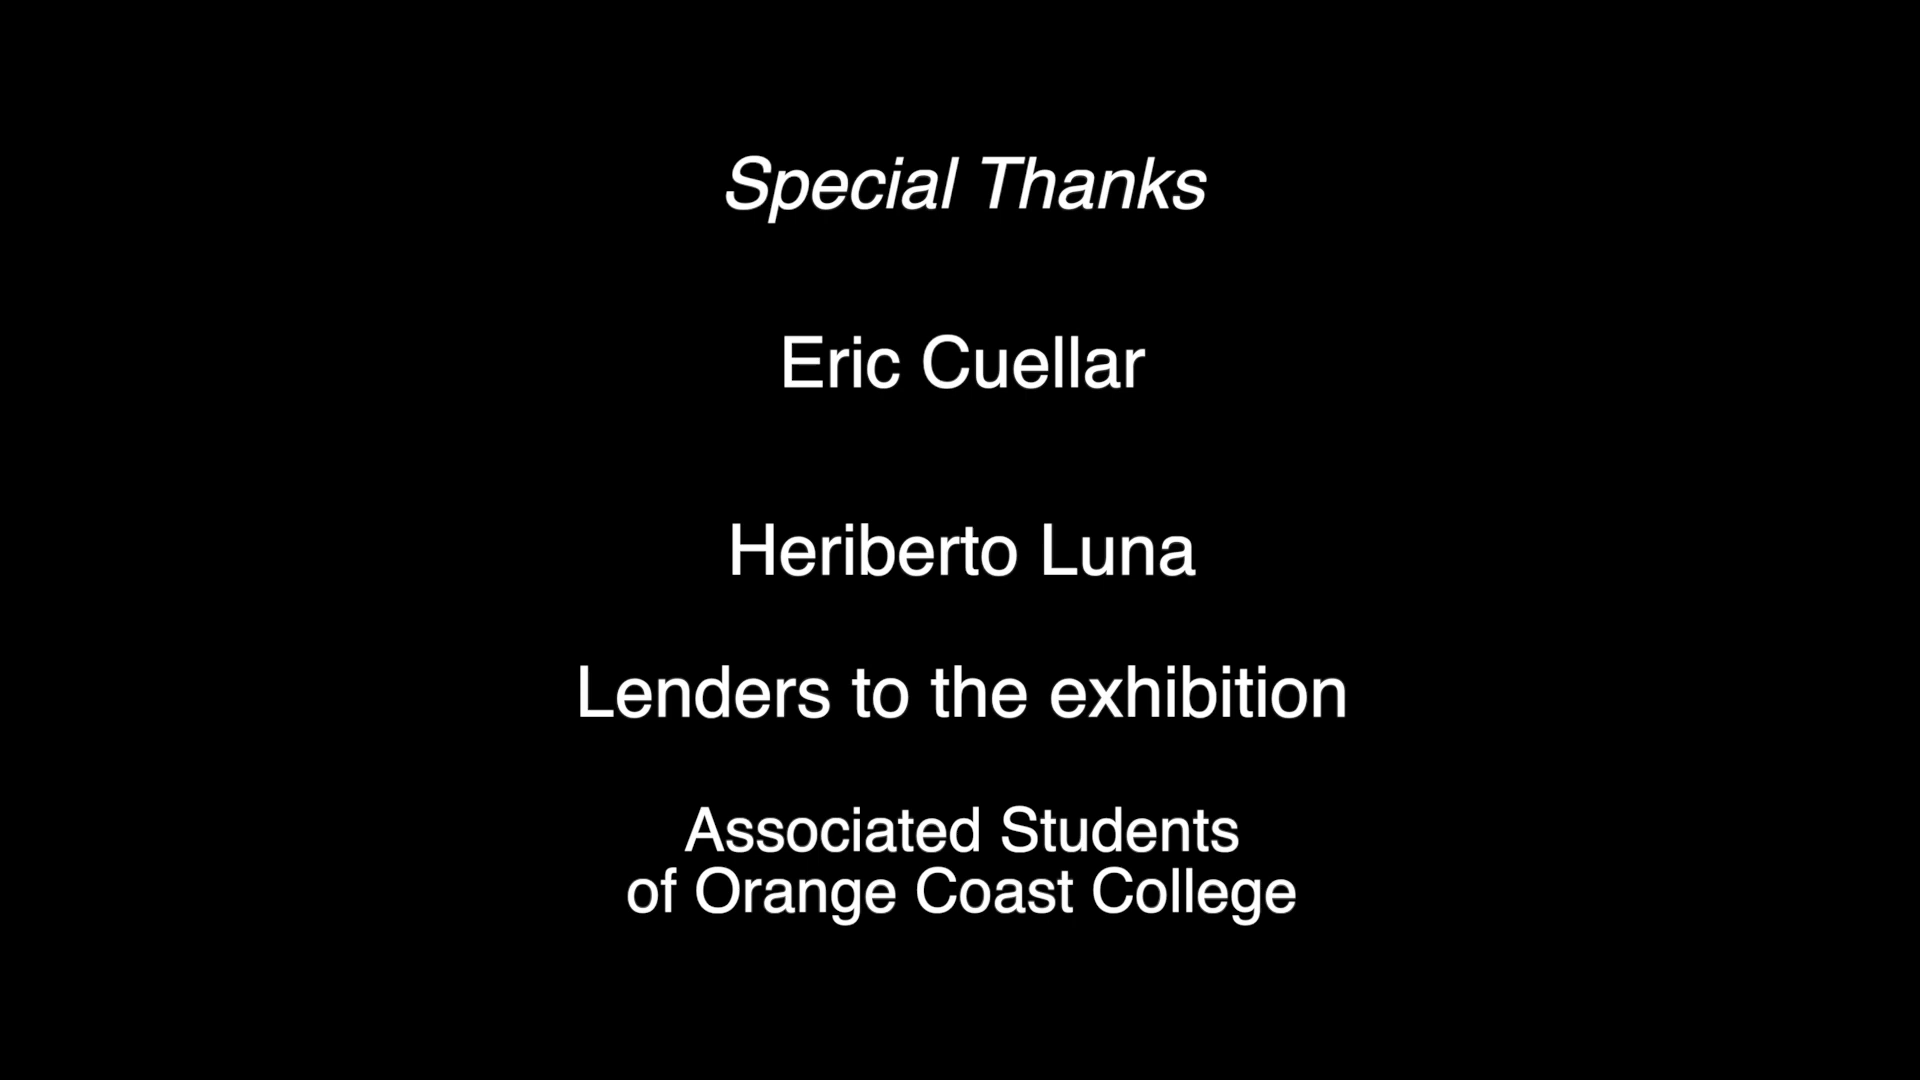 Special Thanks
Eric Cuellar
Heriberto Luna
Lenders to the exhibition
Associated Students
of Orange Coast College